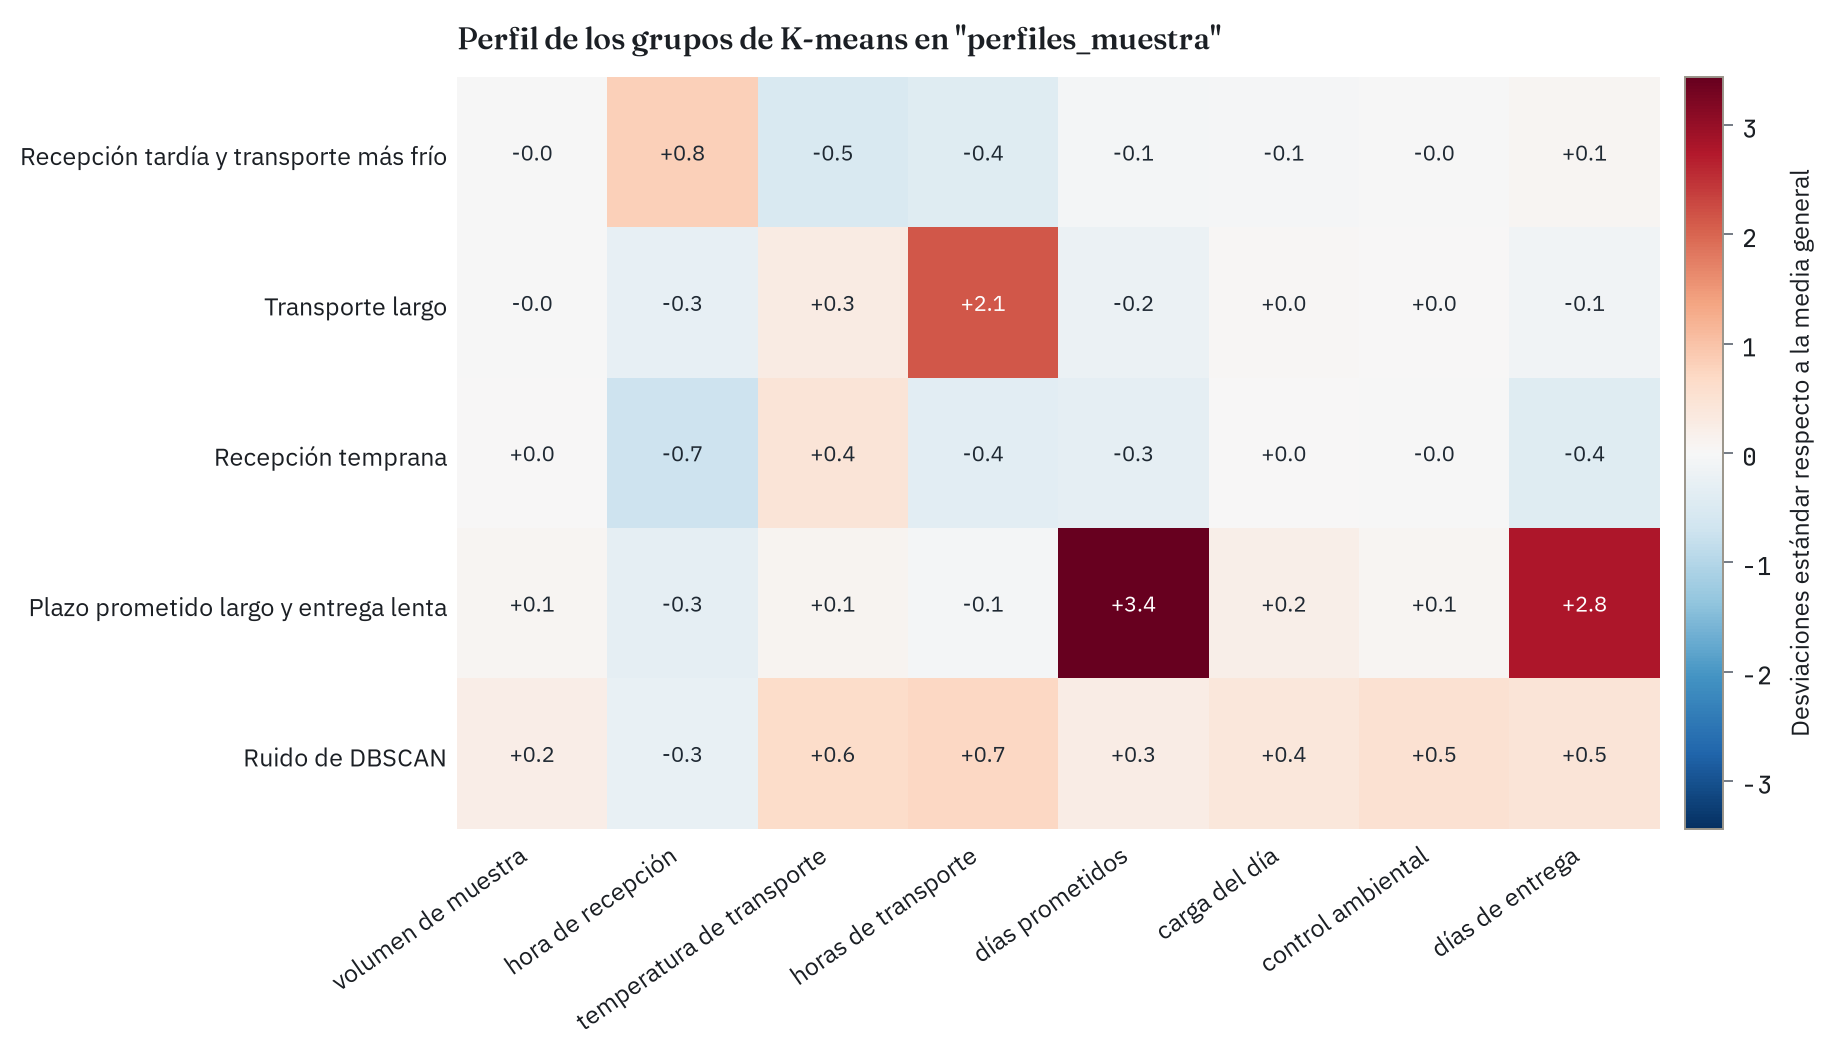 Perfil de los grupos de K-means en "perfiles_muestra"
Recepción tardía y transporte más frío -0.0 +0.8 -0.5 -0.4 -0.1 -0.1 -0.0 +0.1
Transporte largo -0.0 -0.3 +0.3 +2.1 -0.2 +0.0 +0.0 -0.1
Recepción temprana +0.0 -0.7 +0.4 -0.4 -0.3 +0.0 -0.0 -0.4
Plazo prometido largo y entrega lenta +0.1 -0.3 +0.1 -0.1 +3.4 +0.2 +0.1 +2.8
Ruido de DBSCAN +0.2 -0.3 +0.6 +0.7 +0.3 +0.4 +0.5 +0.5
volumen de muestra
hora de recepción
temperatura de transporte
horas de transporte
días prometidos
carga del día
control ambiental
días de entrega
3
2
1
0
-1
-2
-3
Desviaciones estándar respecto a la media general